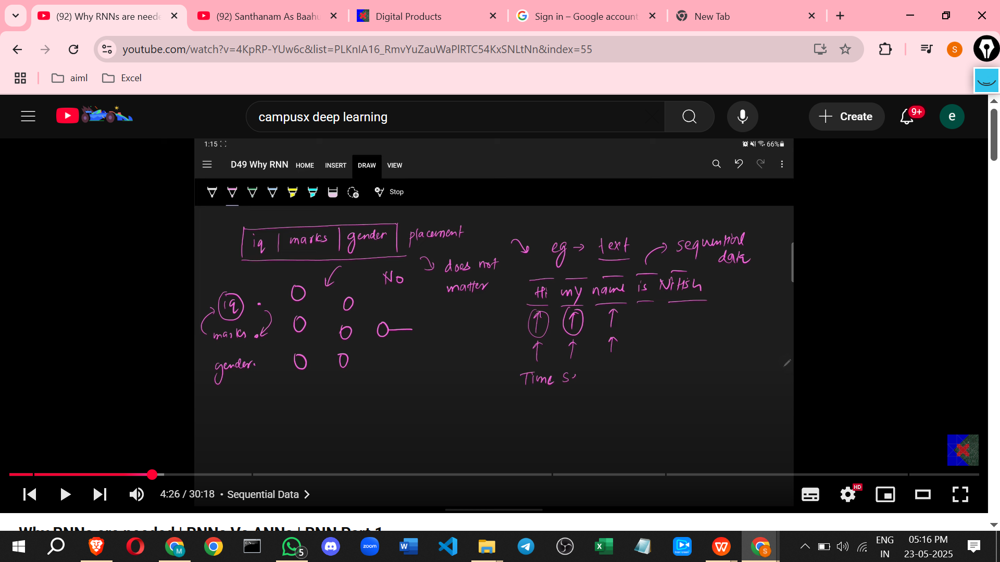 (92) Why RNNs are neede
(92) Santhanam As Baahu
Digital Products
Sign in – Google account
New Tab
youtube.com/watch?v=4KpRP-YUw6c&list=PLKnIA16_RmvYuZauWaPlRTC54KxSNLtNn&index=55
S
aiml
Excel
campusx deep learning
Create
9+
e
1:15
66%
D49 Why RNN
HOME
INSERT
DRAW
VIEW
Stop
iq | marks | gender placement
eg → text → sequential data
No
does not matter
Hi my name is Nitish
iq
marks
gender
Time S
4:26 / 30:18 • Sequential Data
HD
Why RNNs are needed | RNNs Vs ANNs | RNN Part 1
M
5
zoom
S
ENG
IN
05:16 PM
23-05-2025